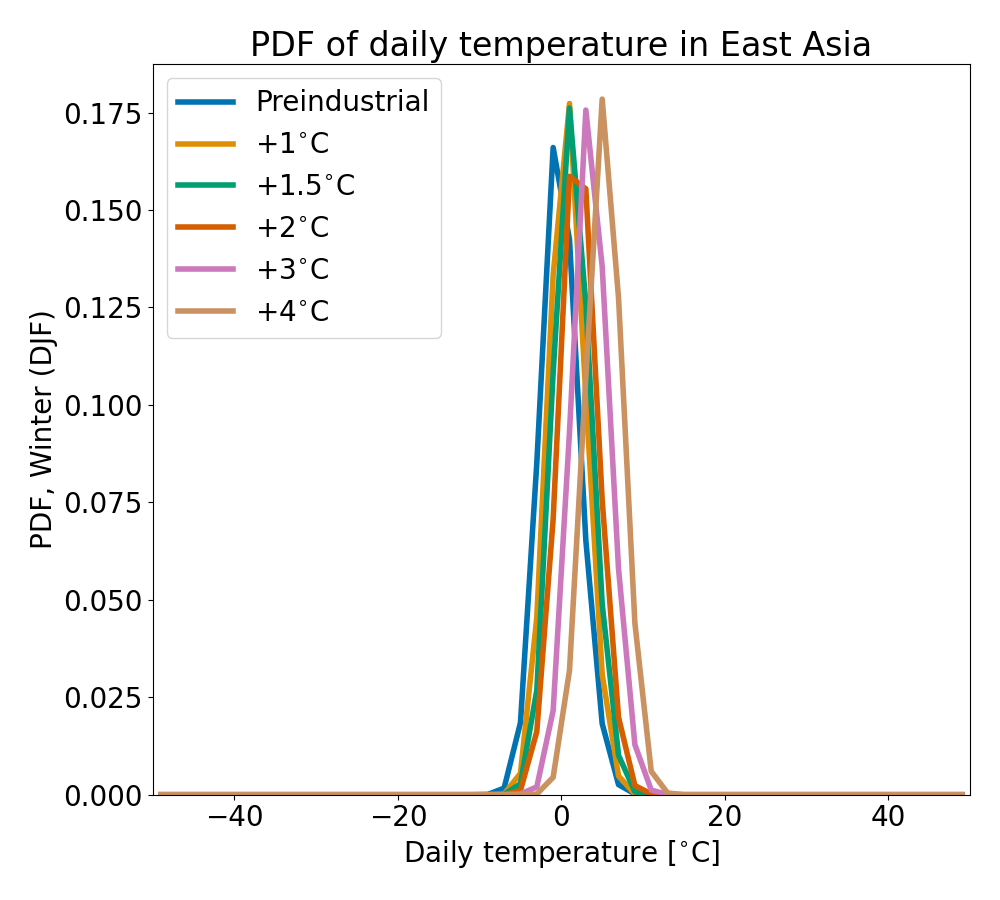 PDF of daily temperature in East Asia
Preindustrial
+1°C
+1.5°C
+2°C
+3°C
+4°C
PDF, Winter (DJF)
0.175
0.150
0.125
0.100
0.075
0.050
0.025
0.000
−40
−20
0
20
40
Daily temperature [°C]